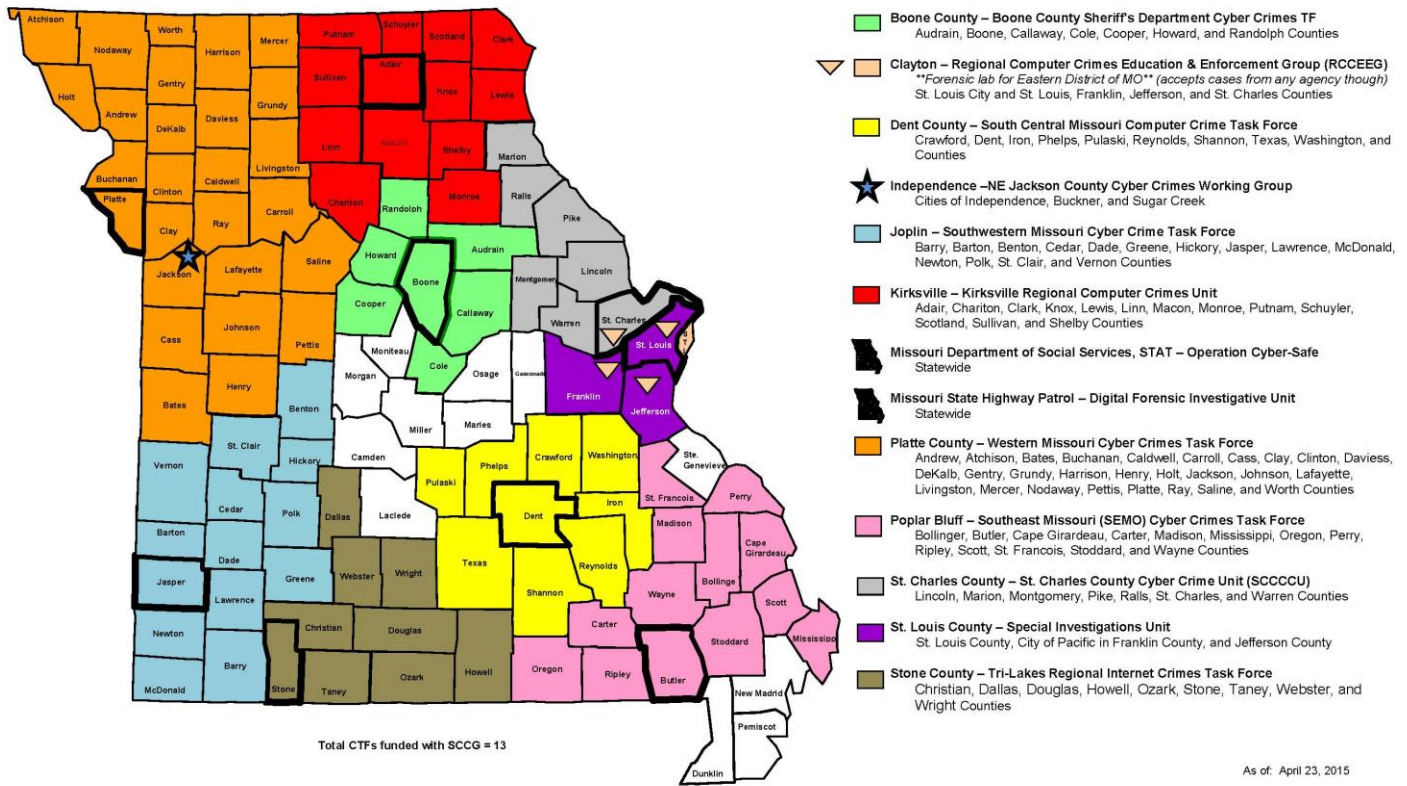 Atchison
Nodaway
Worth
Harrison
Mercer
Putnam
Schuyler
Scotland
Clark
Gentry
Sullivan
Adair
Knox
Lewis
Holt
Andrew
DeKalb
Daviess
Grundy
Linn
Macon
Shelby
Marion
Buchanan
Clinton
Caldwell
Livingston
Chariton
Monroe
Ralls
Platte
Clay
Ray
Carroll
Randolph
Pike
Howard
Audrain
Jackson
Lafayette
Saline
Boone
Lincoln
Cooper
Callaway
Montgomery
Warren
St. Charles
St. Louis
STL
Cass
Johnson
Pettis
Moniteau
Cole
Osage
Gasconade
Franklin
Jefferson
Bates
Henry
Benton
Morgan
Miller
Maries
Vernon
St. Clair
Hickory
Camden
Pulaski
Phelps
Crawford
Washington
Ste.
Genevieve
St. Francois
Perry
Barton
Cedar
Polk
Dallas
Laclede
Dent
Iron
Madison
Cape
Girardeau
Jasper
Dade
Greene
Webster
Wright
Texas
Reynolds
Lawrence
Shannon
Wayne
Bollinge
Scott
Newton
Christian
Douglas
Carter
Stoddard
Mississipp
Barry
McDonald
Stone
Taney
Ozark
Howell
Oregon
Ripley
Butler
New Madrid
Pemiscot
Dunklin
Total CTFs funded with SCCG = 13
Boone County – Boone County Sheriff's Department Cyber Crimes TF
Audrain, Boone, Callaway, Cole, Cooper, Howard, and Randolph Counties
Clayton – Regional Computer Crimes Education & Enforcement Group (RCCEEG)
**Forensic lab for Eastern District of MO** (accepts cases from any agency though)
St. Louis City and St. Louis, Franklin, Jefferson, and St. Charles Counties
Dent County – South Central Missouri Computer Crime Task Force
Crawford, Dent, Iron, Phelps, Pulaski, Reynolds, Shannon, Texas, Washington, and
Counties
Independence –NE Jackson County Cyber Crimes Working Group
Cities of Independence, Buckner, and Sugar Creek
Joplin – Southwestern Missouri Cyber Crime Task Force
Barry, Barton, Benton, Cedar, Dade, Greene, Hickory, Jasper, Lawrence, McDonald,
Newton, Polk, St. Clair, and Vernon Counties
Kirksville – Kirksville Regional Computer Crimes Unit
Adair, Chariton, Clark, Knox, Lewis, Linn, Macon, Monroe, Putnam, Schuyler,
Scotland, Sullivan, and Shelby Counties
Missouri Department of Social Services, STAT – Operation Cyber-Safe
Statewide
Missouri State Highway Patrol – Digital Forensic Investigative Unit
Statewide
Platte County – Western Missouri Cyber Crimes Task Force
Andrew, Atchison, Bates, Buchanan, Caldwell, Carroll, Cass, Clay, Clinton, Daviess,
DeKalb, Gentry, Grundy, Harrison, Henry, Holt, Jackson, Johnson, Lafayette,
Livingston, Mercer, Nodaway, Pettis, Platte, Ray, Saline, and Worth Counties
Poplar Bluff – Southeast Missouri (SEMO) Cyber Crimes Task Force
Bollinger, Butler, Cape Girardeau, Carter, Madison, Mississippi, Oregon, Perry,
Ripley, Scott, St. Francois, Stoddard, and Wayne Counties
St. Charles County – St. Charles County Cyber Crime Unit (SCCCCU)
Lincoln, Marion, Montgomery, Pike, Ralls, St. Charles, and Warren Counties
St. Louis County – Special Investigations Unit
St. Louis County, City of Pacific in Franklin County, and Jefferson County
Stone County – Tri-Lakes Regional Internet Crimes Task Force
Christian, Dallas, Douglas, Howell, Ozark, Stone, Taney, Webster, and
Wright Counties
As of: April 23, 2015